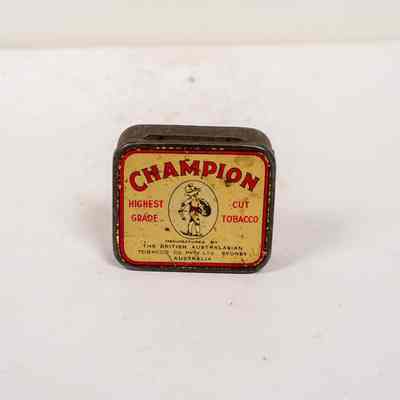 CHAMPION
HIGHEST CUT
GRADE TOBACCO
MANUFACTURED BY
THE BRITISH AUSTRALASIAN
TOBACCO CO. PTY. LTD. SYDNEY
AUSTRALIA